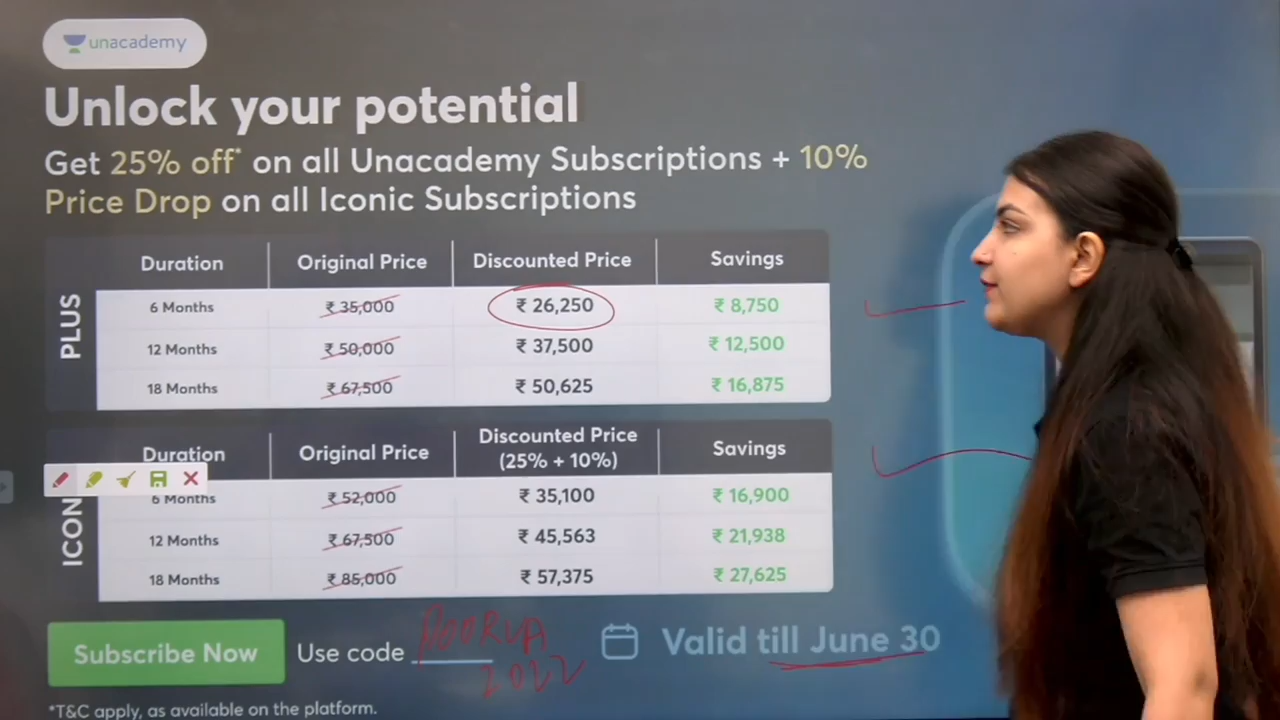 unacademy
Unlock your potential
Get 25% off* on all Unacademy Subscriptions + 10%
Price Drop on all Iconic Subscriptions
PLUS
Duration Original Price Discounted Price Savings
6 Months ₹ 35,000 ₹ 26,250 ₹ 8,750
12 Months ₹ 50,000 ₹ 37,500 ₹ 12,500
18 Months ₹ 67,500 ₹ 50,625 ₹ 16,875
ICON
Duration Original Price Discounted Price (25% + 10%) Savings
6 Months ₹ 52,000 ₹ 35,100 ₹ 16,900
12 Months ₹ 67,500 ₹ 45,563 ₹ 21,938
18 Months ₹ 85,000 ₹ 57,375 ₹ 27,625
Subscribe Now Use code POORVA 2022 Valid till June 30
*T&C apply, as available on the platform.